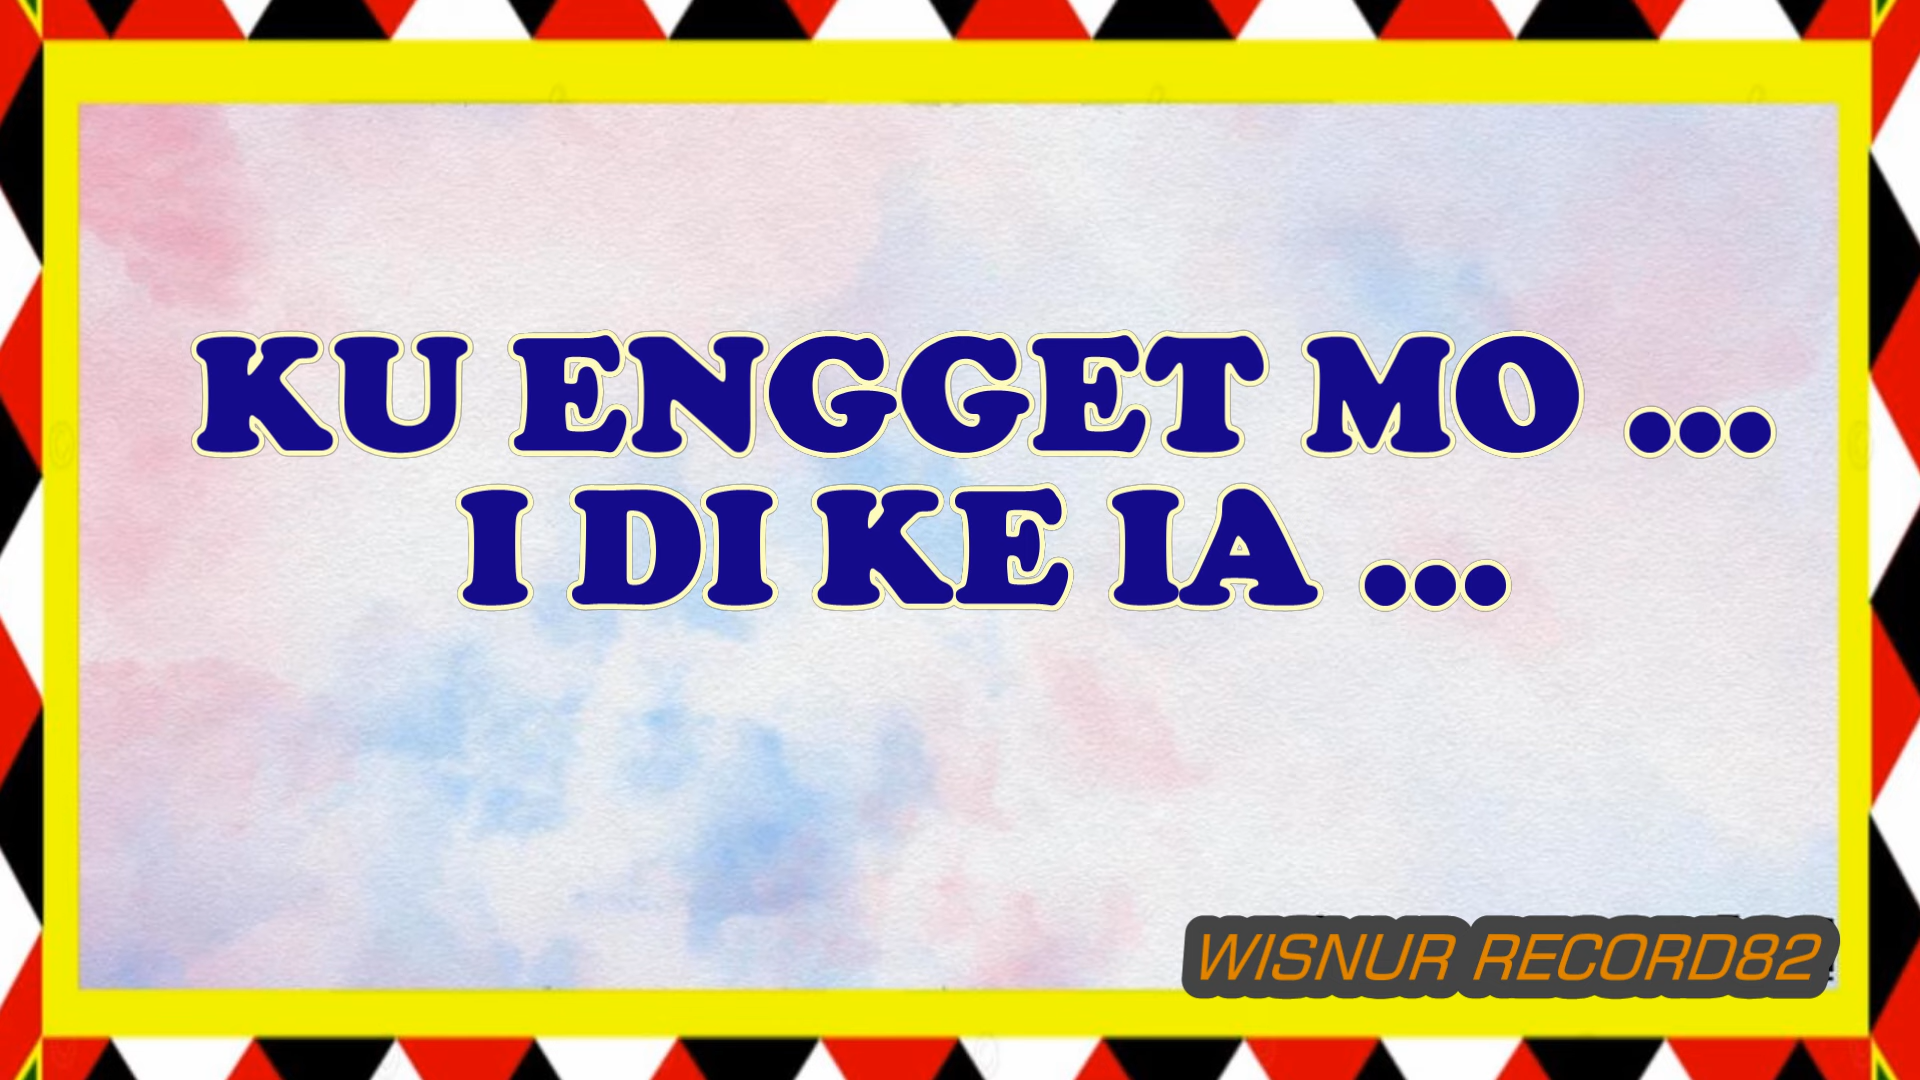 KU ENGGET MO ...
I DI KE IA ...
WISNUR RECORD82